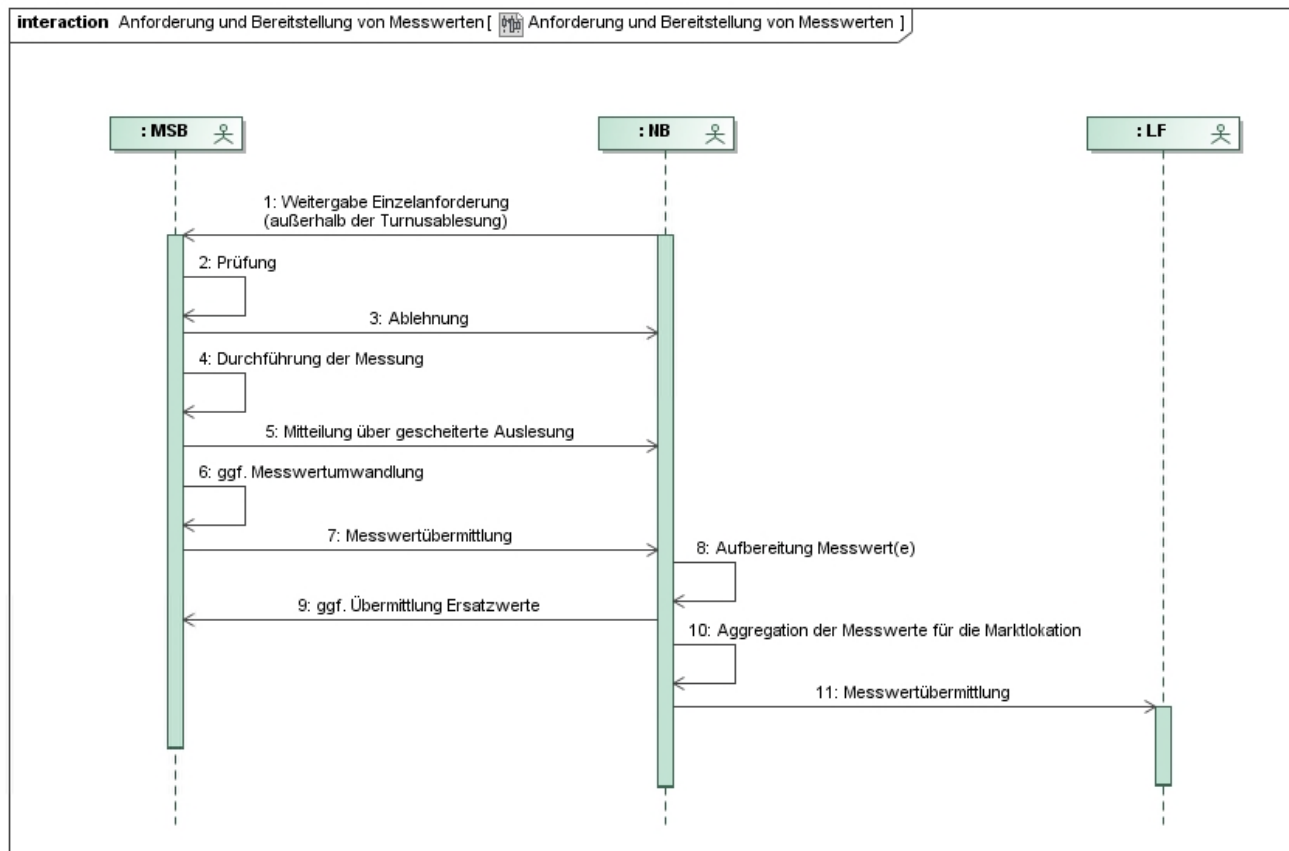 interaction Anforderung und Bereitstellung von Messwerten [ Anforderung und Bereitstellung von Messwerten ]
: MSB
: NB
: LF
1: Weitergabe Einzelanforderung
(außerhalb der Turnusablesung)
2: Prüfung
3: Ablehnung
4: Durchführung der Messung
5: Mitteilung über gescheiterte Auslesung
6: ggf. Messwertumwandlung
7: Messwertübermittlung
8: Aufbereitung Messwert(e)
9: ggf. Übermittlung Ersatzwerte
10: Aggregation der Messwerte für die Marktlokation
11: Messwertübermittlung